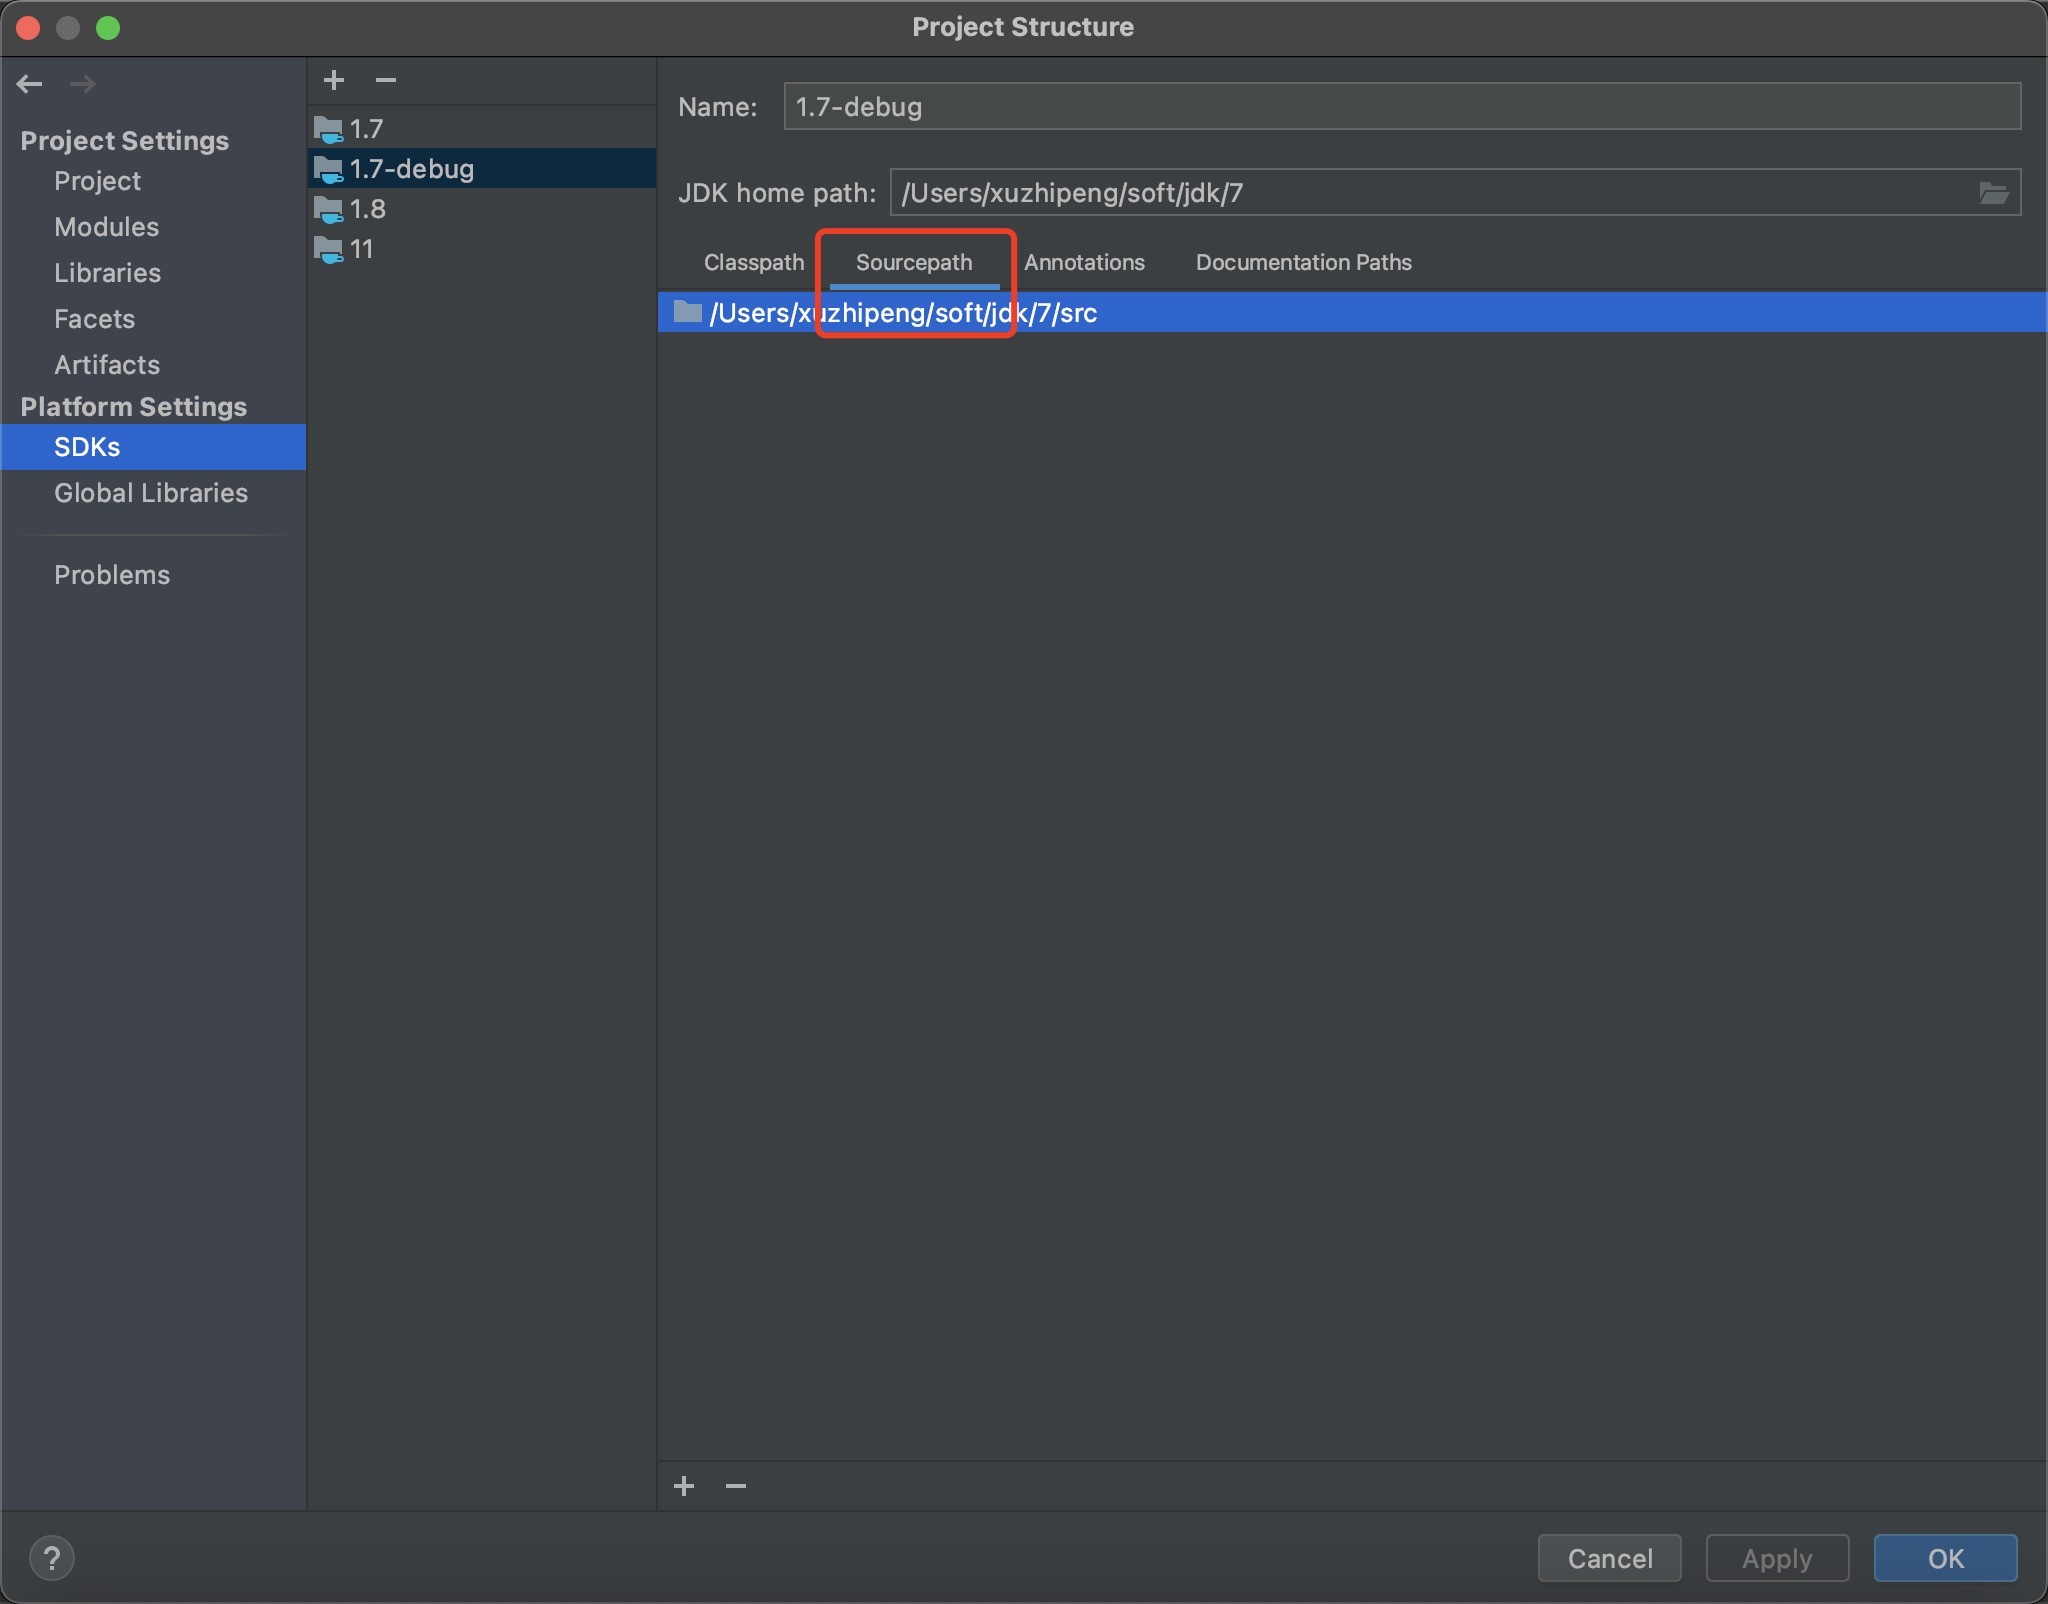 Project Structure
Project Settings
Project
Modules
Libraries
Facets
Artifacts
Platform Settings
SDKs
Global Libraries
Problems
1.7
1.7-debug
1.8
11
Name: 1.7-debug
JDK home path: /Users/xuzhipeng/soft/jdk/7
Classpath Sourcepath Annotations Documentation Paths
/Users/xuzhipeng/soft/jdk/7/src
? Cancel Apply OK